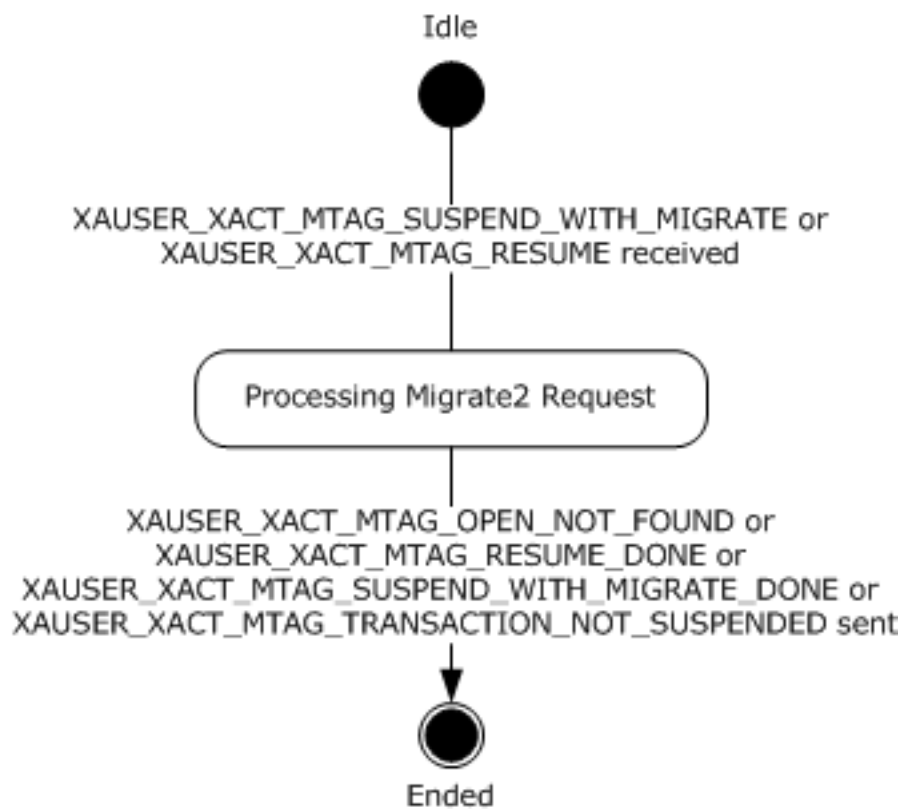 Idle
XAUSER_XACT_MTAG_SUSPEND_WITH_MIGRATE or
XAUSER_XACT_MTAG_RESUME received
Processing Migrate2 Request
XAUSER_XACT_MTAG_OPEN_NOT_FOUND or
XAUSER_XACT_MTAG_RESUME_DONE or
XAUSER_XACT_MTAG_SUSPEND_WITH_MIGRATE_DONE or
XAUSER_XACT_MTAG_TRANSACTION_NOT_SUSPENDED sent
Ended